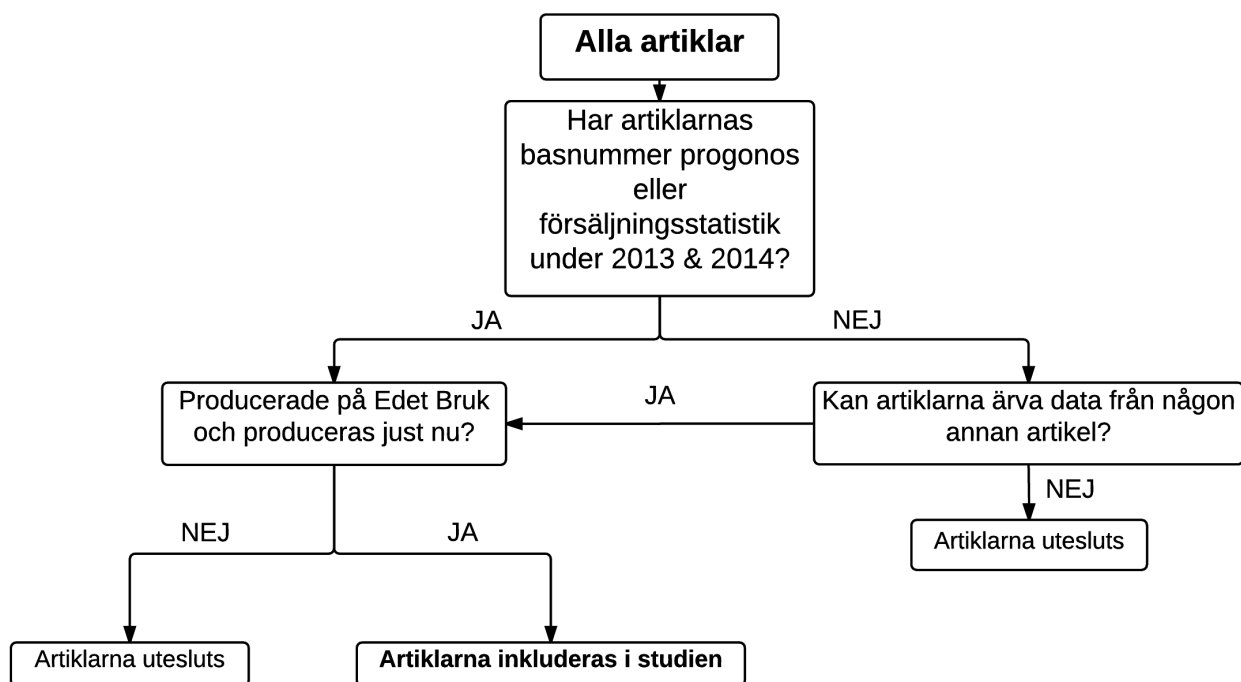 Alla artiklar
Har artiklarnas
basnummer progonos
eller
försäljningsstatistik
under 2013 & 2014?
JA
NEJ
Producerade på Edet Bruk
och produceras just nu?
JA
Kan artiklarna ärva data från någon
annan artikel?
NEJ
JA
NEJ
Artiklarna utesluts
Artiklarna utesluts
Artiklarna inkluderas i studien